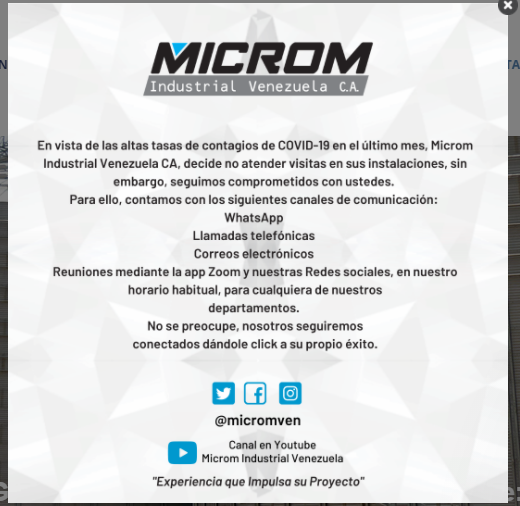 MICROM
Industrial Venezuela C.A.
En vista de las altas tasas de contagios de COVID-19 en el último mes, Microm
Industrial Venezuela CA, decide no atender visitas en sus instalaciones, sin
embargo, seguimos comprometidos con ustedes.
Para ello, contamos con los siguientes canales de comunicación:
WhatsApp
Llamadas telefónicas
Correos electrónicos
Reuniones mediante la app Zoom y nuestras Redes sociales, en nuestro
horario habitual, para cualquiera de nuestros
departamentos.
No se preocupe, nosotros seguiremos
conectados dándole click a su propio éxito.
@micromven
Canal en Youtube
Microm Industrial Venezuela
"Experiencia que Impulsa su Proyecto"